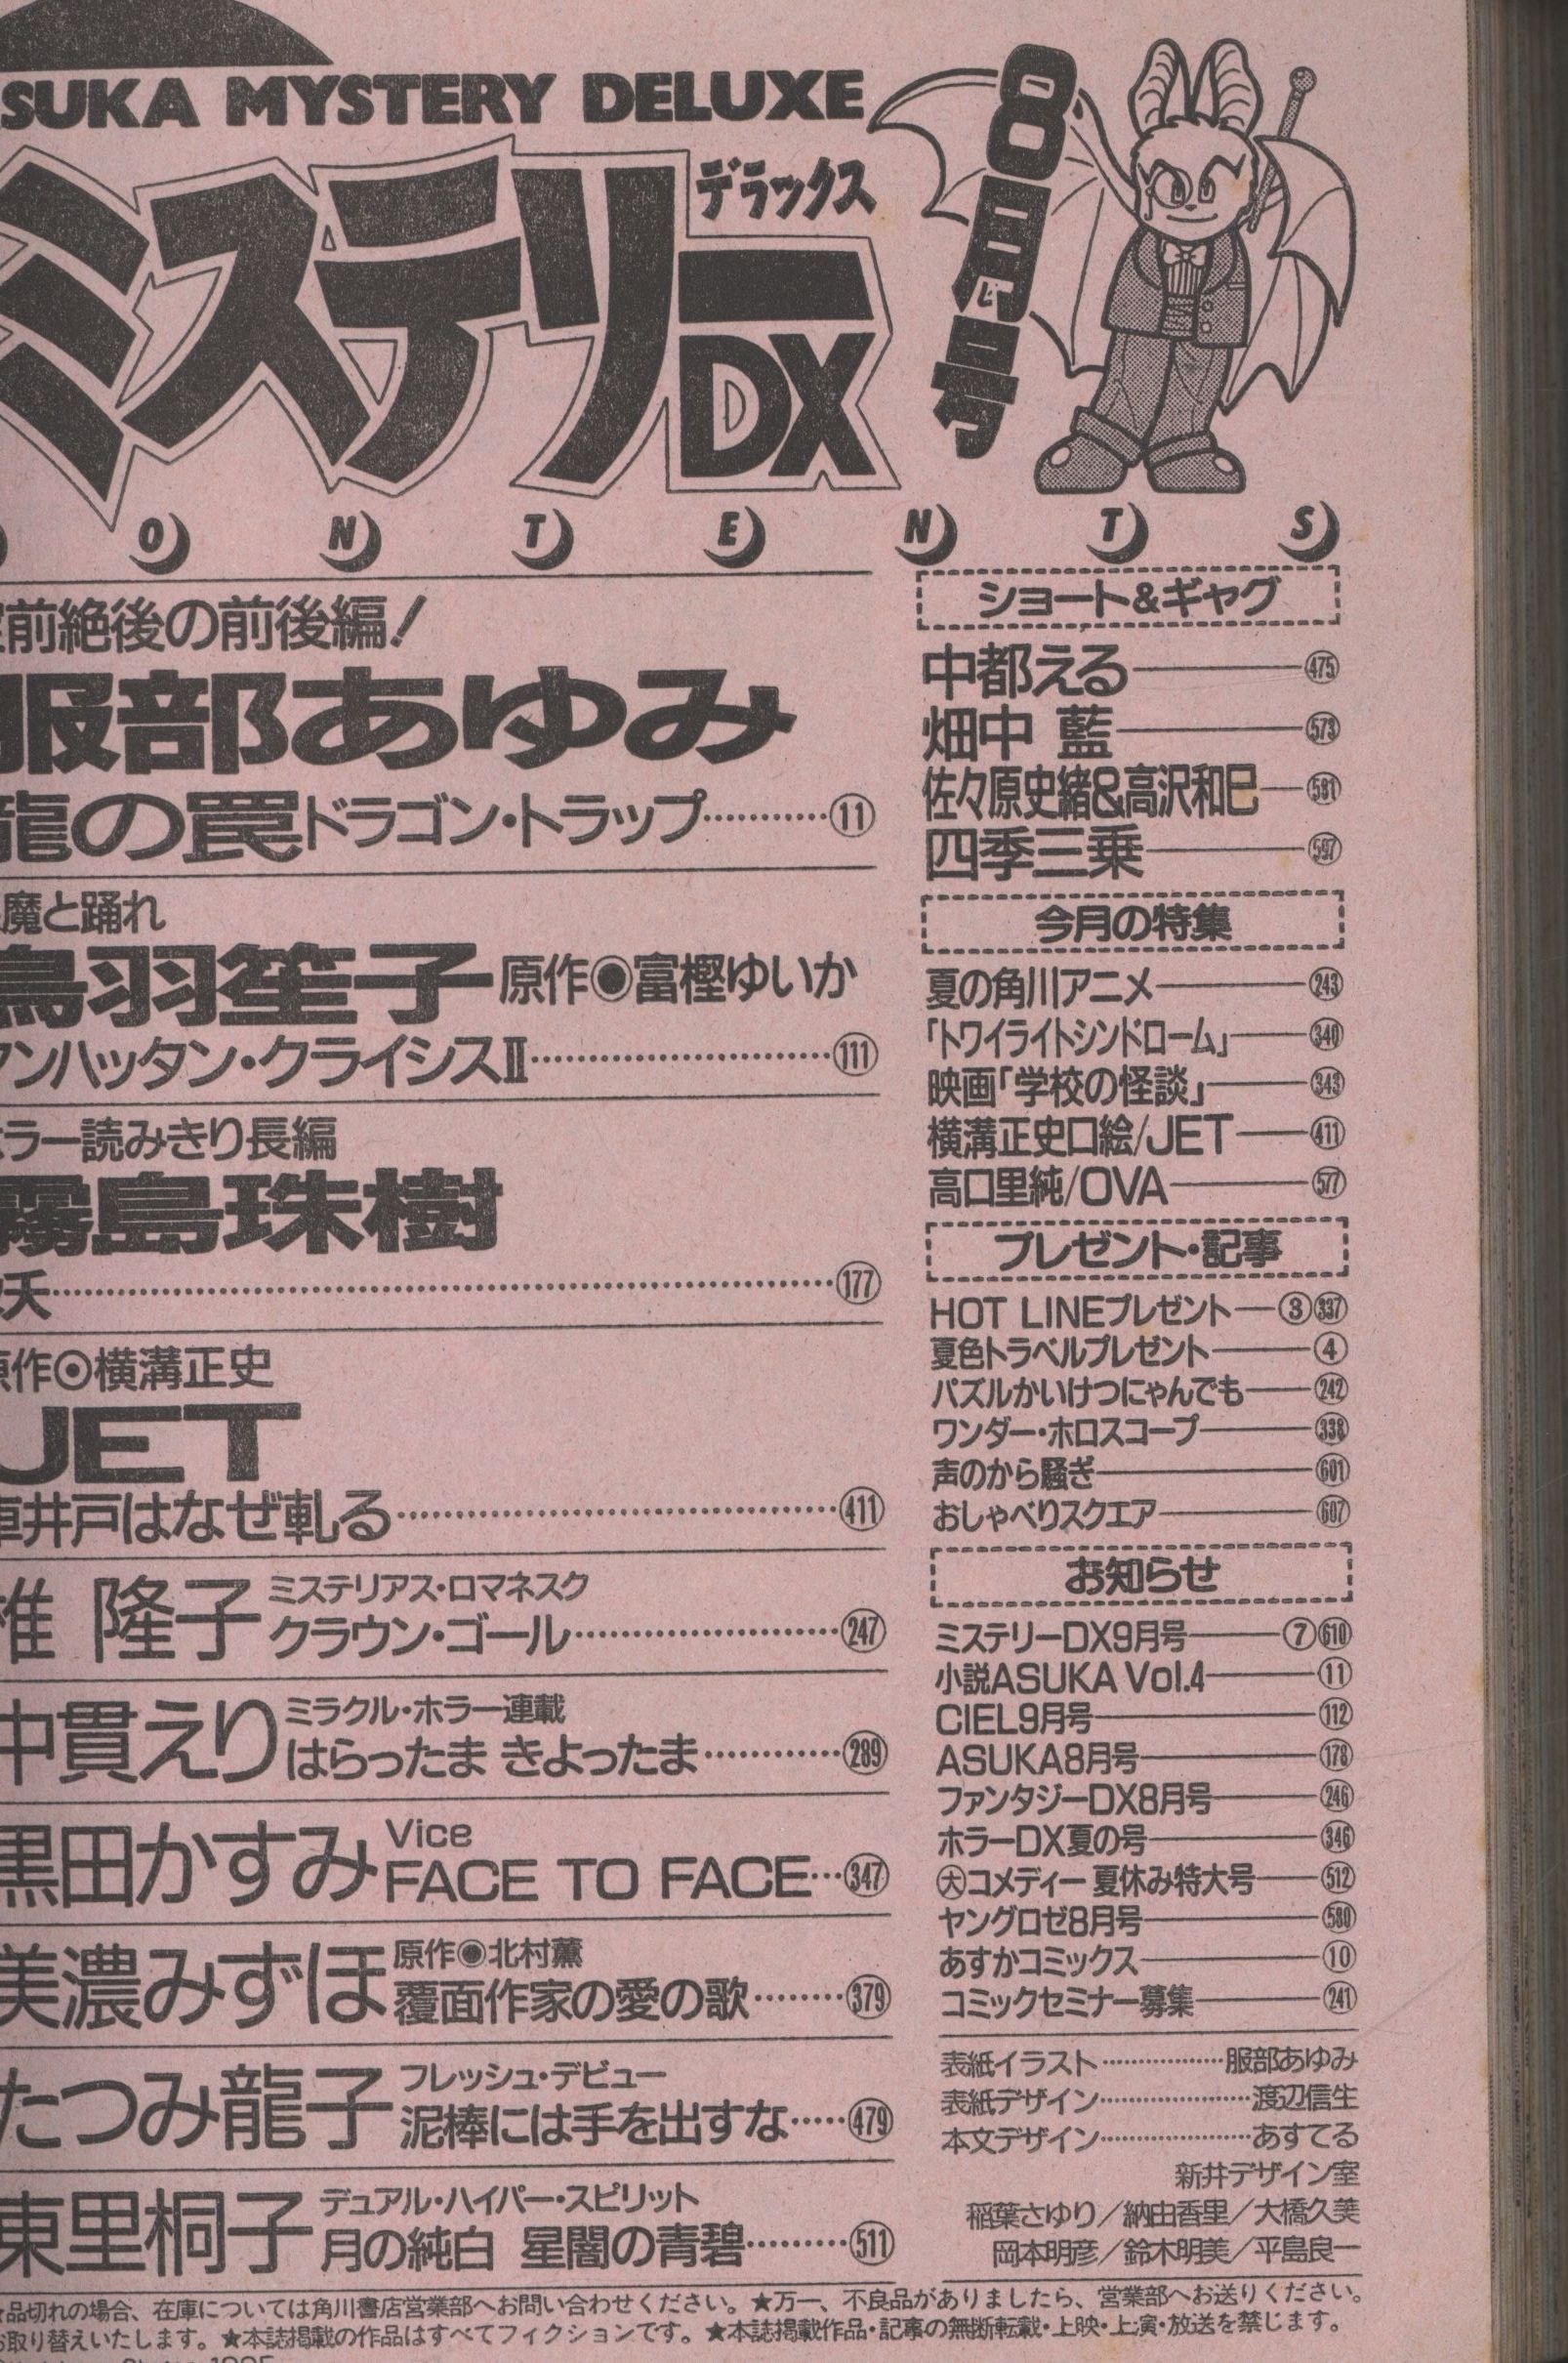 SUKA MYSTERY DELUXE
ミステリーDX
デラックス
8月号
O N T E N T S
前絶後の前後編!
服部あゆみ
龍の罠ドラゴン・トラップ…………⑪
魔と踊れ
鳥羽笙子 原作◉富樫ゆいか
マンハッタン・クライシスII…………111
ホラー読みきり長編
霧島珠樹
妖…………177
原作⊙横溝正史
JET
車井戸はなぜ軋る…………411
椎 隆子 ミステリアス・ロマネスク
クラウン・ゴール…………247
中貫えり ミラクル・ホラー連載
はらったま きよったま…………289
黒田かすみ Vice
FACE TO FACE…347
美濃みずほ 原作◉北村薫
覆面作家の愛の歌………379
たつみ龍子 フレッシュ・デビュー
泥棒には手を出すな……479
東里桐子 デュアル・ハイパー・スピリット
月の純白 星闇の青碧………511
ショート&ギャグ
中都える――475
畑中 藍――573
佐々原史緒&高沢和巳―591
四季三乗――597
今月の特集
夏の角川アニメ――243
「トワイライトシンドローム」――340
映画「学校の怪談」――343
横溝正史口絵/JET――411
高口里純/OVA――577
プレゼント・記事
HOT LINEプレゼント―③337
夏色トラベルプレゼント――④
パズルかいけつにゃんでも――242
ワンダー・ホロスコープ――338
声のから騒ぎ――601
おしゃべりスクエア――607
お知らせ
ミステリーDX9月号――⑦610
小説ASUKA Vol.4――⑪
CIEL9月号――112
ASUKA8月号――178
ファンタジーDX8月号――246
ホラーDX夏の号――346
㊛コメディー 夏休み特大号――512
ヤングロゼ8月号――580
あすかコミックス――⑩
コミックセミナー募集――241
表紙イラスト…………服部あゆみ
表紙デザイン…………渡辺信生
本文デザイン…………あすてる
新井デザイン室
稲葉さゆり/納由香里/大橋久美
岡本明彦/鈴木明美/平島良一
★品切れの場合、在庫については角川書店営業部へお問い合わせください。★万一、不良品がありましたら、営業部へお送りください。
お取り替えいたします。★本誌掲載の作品はすべてフィクションです。★本誌掲載作品・記事の無断転載・上映・上演・放送を禁じます。